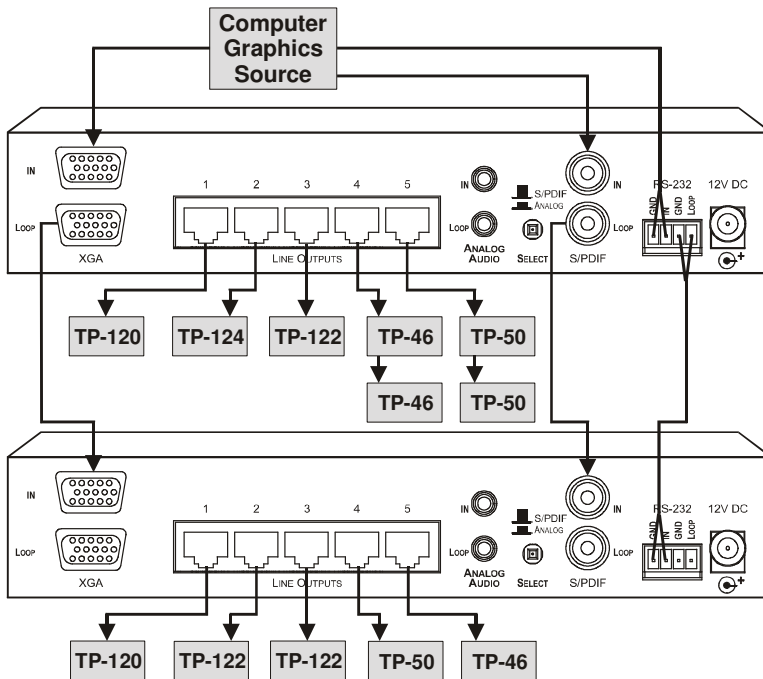 Computer
Graphics
Source
IN
LOOP
XGA
1 2 3 4 5
LINE OUTPUTS
IN
LOOP
ANALOG
AUDIO
S/PDIF
ANALOG
SELECT
IN
LOOP
S/PDIF
RS-232
GND
IN
GND
LOOP
12V DC
+
TP-120 TP-124 TP-122 TP-46 TP-50
TP-46 TP-50
IN
LOOP
XGA
1 2 3 4 5
LINE OUTPUTS
IN
LOOP
ANALOG
AUDIO
S/PDIF
ANALOG
SELECT
IN
LOOP
S/PDIF
RS-232
GND
IN
GND
LOOP
12V DC
+
TP-120 TP-122 TP-122 TP-50 TP-46